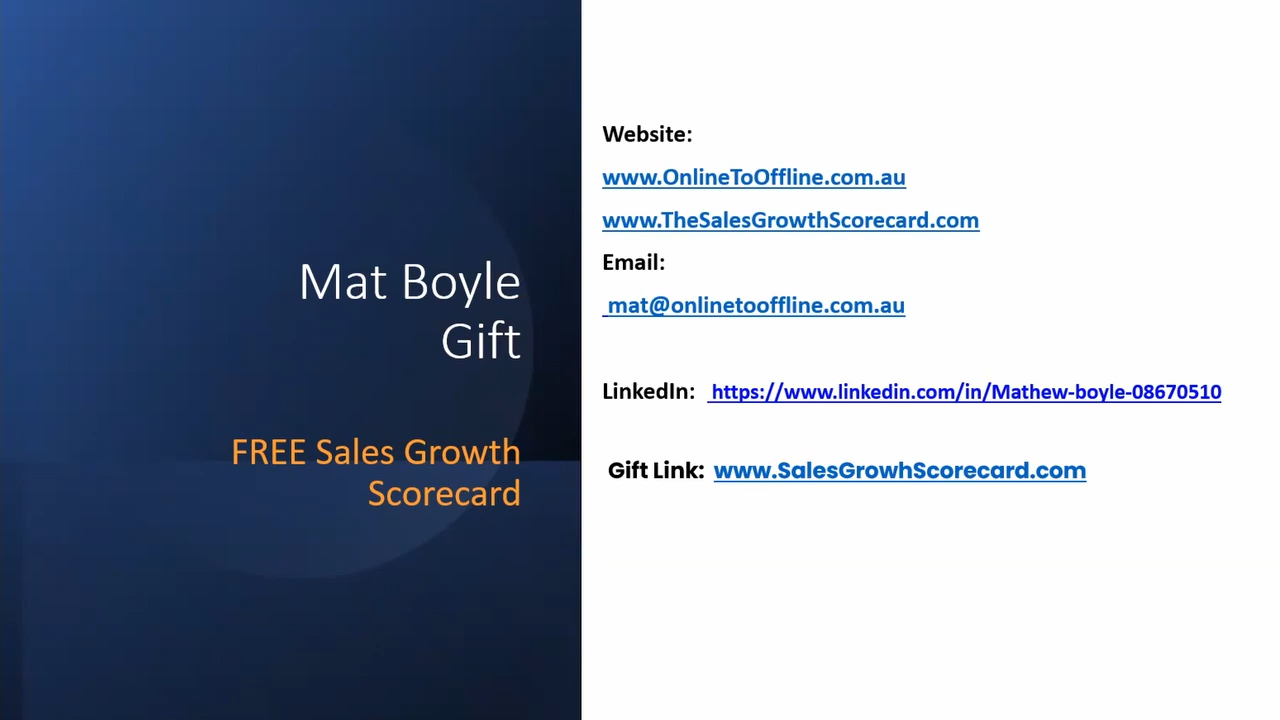 Mat Boyle
Gift
FREE Sales Growth
Scorecard
Website:
www.OnlineToOffline.com.au
www.TheSalesGrowthScorecard.com
Email:
mat@onlinetooffline.com.au
LinkedIn: https://www.linkedin.com/in/Mathew-boyle-08670510
Gift Link: www.SalesGrowhScorecard.com